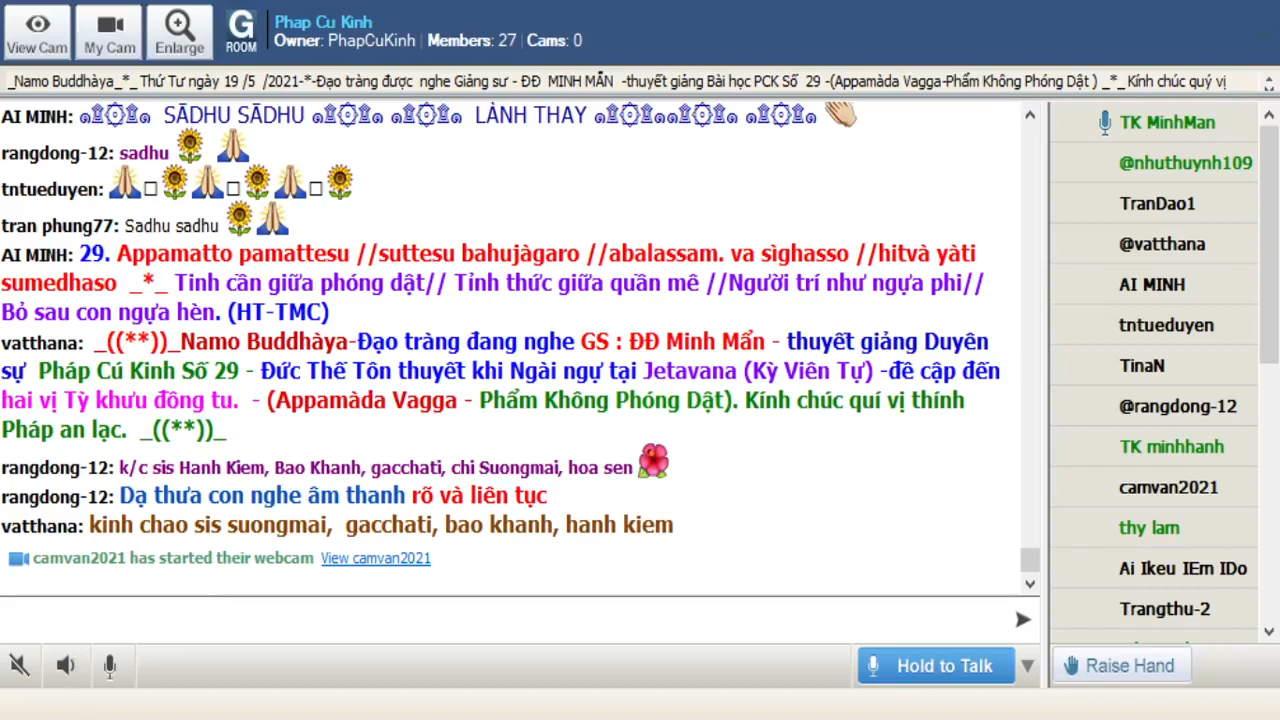 Phap Cu Kinh
Owner: PhapCuKinh | Members: 27 | Cams: 0
View Cam
My Cam
Enlarge
G ROOM
_Namo Buddhàya_*_ Thứ Tư ngày 19 /5 /2021-*-Đạo tràng được nghe Giảng sư - ĐĐ MINH MẪN -thuyết giảng Bài học PCK Số 29 -(Appamàda Vagga-Phẩm Không Phóng Dật ) _*_Kính chúc quý vị
AI MINH: SĀDHU SĀDHU LÀNH THAY
rangdong-12: sadhu
tntueduyen:
tran phung77: Sadhu sadhu
AI MINH: 29. Appamatto pamattesu //suttesu bahujàgaro //abalassam. va sìghasso //hitvà yàti
sumedhaso _*_ Tinh cần giữa phóng dật// Tỉnh thức giữa quần mê //Người trí như ngựa phi//
Bỏ sau con ngựa hèn. (HT-TMC)
vatthana: _((**))_Namo Buddhàya-Đạo tràng đang nghe GS : ĐĐ Minh Mẩn - thuyết giảng Duyên
sự Pháp Cú Kinh Số 29 - Đức Thế Tôn thuyết khi Ngài ngự tại Jetavana (Kỳ Viên Tự) -đề cập đến
hai vị Tỳ khưu đồng tu. - (Appamàda Vagga - Phẩm Không Phóng Dật). Kính chúc quí vị thính
Pháp an lạc. _((**))_
rangdong-12: k/c sis Hanh Kiem, Bao Khanh, gacchati, chi Suongmai, hoa sen
rangdong-12: Dạ thưa con nghe âm thanh rõ và liên tục
vatthana: kinh chao sis suongmai, gacchati, bao khanh, hanh kiem
camvan2021 has started their webcam View camvan2021
TK MinhMan
@nhuthuynh109
TranDao1
@vatthana
AI MINH
tntueduyen
TinaN
@rangdong-12
TK minhhanh
camvan2021
thy lam
Ai Ikeu IEm IDo
Trangthu-2
Hold to Talk
Raise Hand